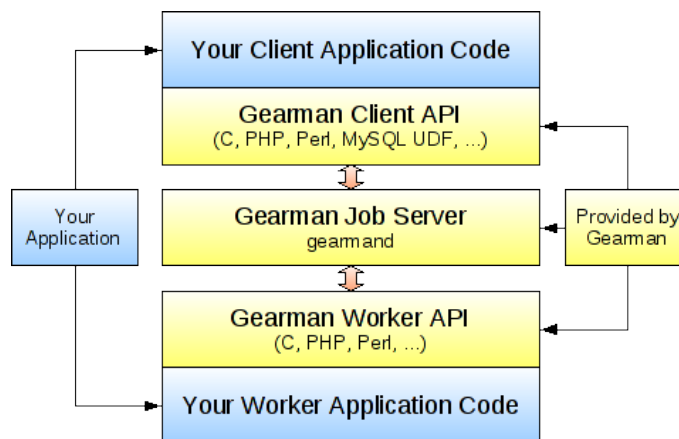 Your Client Application Code
Gearman Client API
(C, PHP, Perl, MySQL UDF, ...)
Your
Application
Gearman Job Server
gearmand
Provided by
Gearman
Gearman Worker API
(C, PHP, Perl, ...)
Your Worker Application Code